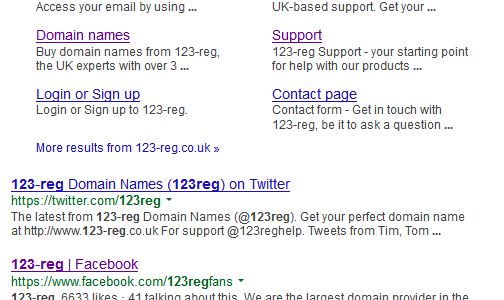 Access your email by using ...
UK-based support. Get your ...
Domain names
Buy domain names from 123-reg,
the UK experts with over 3 ...
Support
123-reg Support - your starting point
for help with our products ...
Login or Sign up
Login or Sign up to 123-reg.
Contact page
Contact form - Get in touch with
123-reg, be it to ask a question ...
More results from 123-reg.co.uk »
123-reg Domain Names (123reg) on Twitter
https://twitter.com/123reg
The latest from 123-reg Domain Names (@123reg). Get your perfect domain name
at http://www.123-reg.co.uk For support @123reghelp. Tweets from Tim, Tom ...
123-reg | Facebook
https://www.facebook.com/123regfans
123-reg. 6633 likes · 41 talking about this. We are the largest domain provider in the